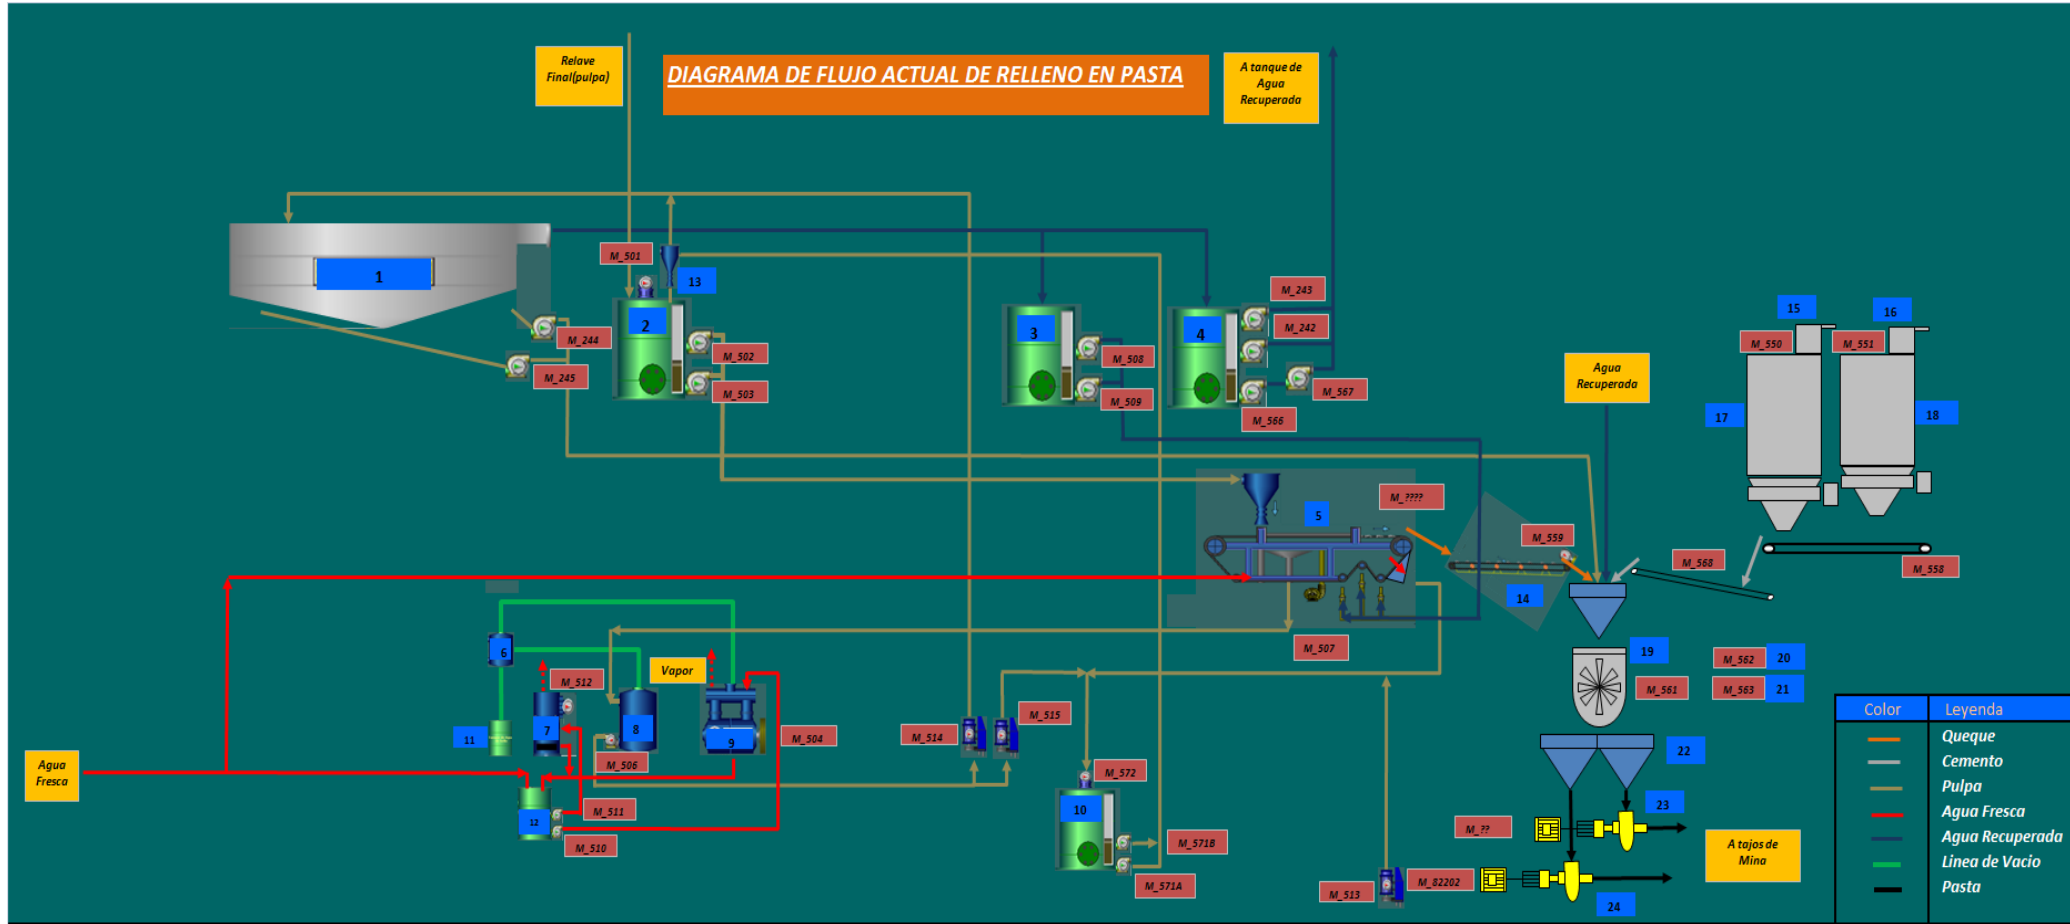 Relave
Final(pulpa)
DIAGRAMA DE FLUJO ACTUAL DE RELLENO EN PASTA
A tanque de
Agua
Recuperada
M_501
13
1
2
M_244
M_245
M_502
M_503
3
M_508
M_509
4
M_243
M_242
M_567
M_566
15
16
M_550
M_551
17
18
Agua
Recuperada
M_????
5
M_559
14
M_568
M_558
M_507
6
Vapor
M_512
7
8
9
11
M_504
M_506
M_514
M_515
Agua
Fresca
12
M_511
M_510
M_572
10
M_571B
M_571A
M_513
M_82202
19
M_561
M_562
20
M_563
21
22
23
M_??
24
A tajos de
Mina
Color Leyenda
Queque
Cemento
Pulpa
Agua Fresca
Agua Recuperada
Linea de Vacio
Pasta